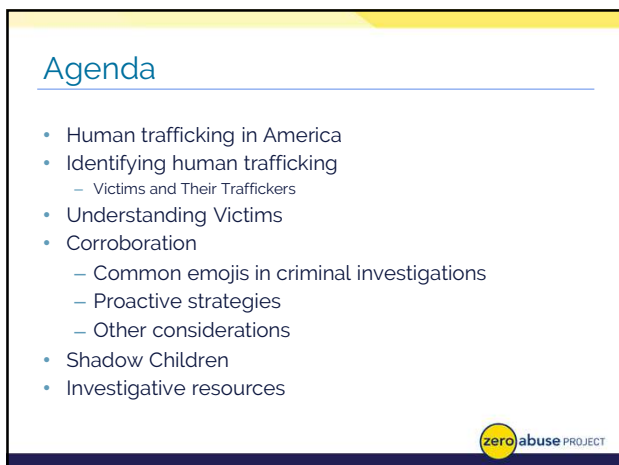 Agenda
• Human trafficking in America
• Identifying human trafficking
– Victims and Their Traffickers
• Understanding Victims
• Corroboration
– Common emojis in criminal investigations
– Proactive strategies
– Other considerations
• Shadow Children
• Investigative resources
zero abuse PROJECT